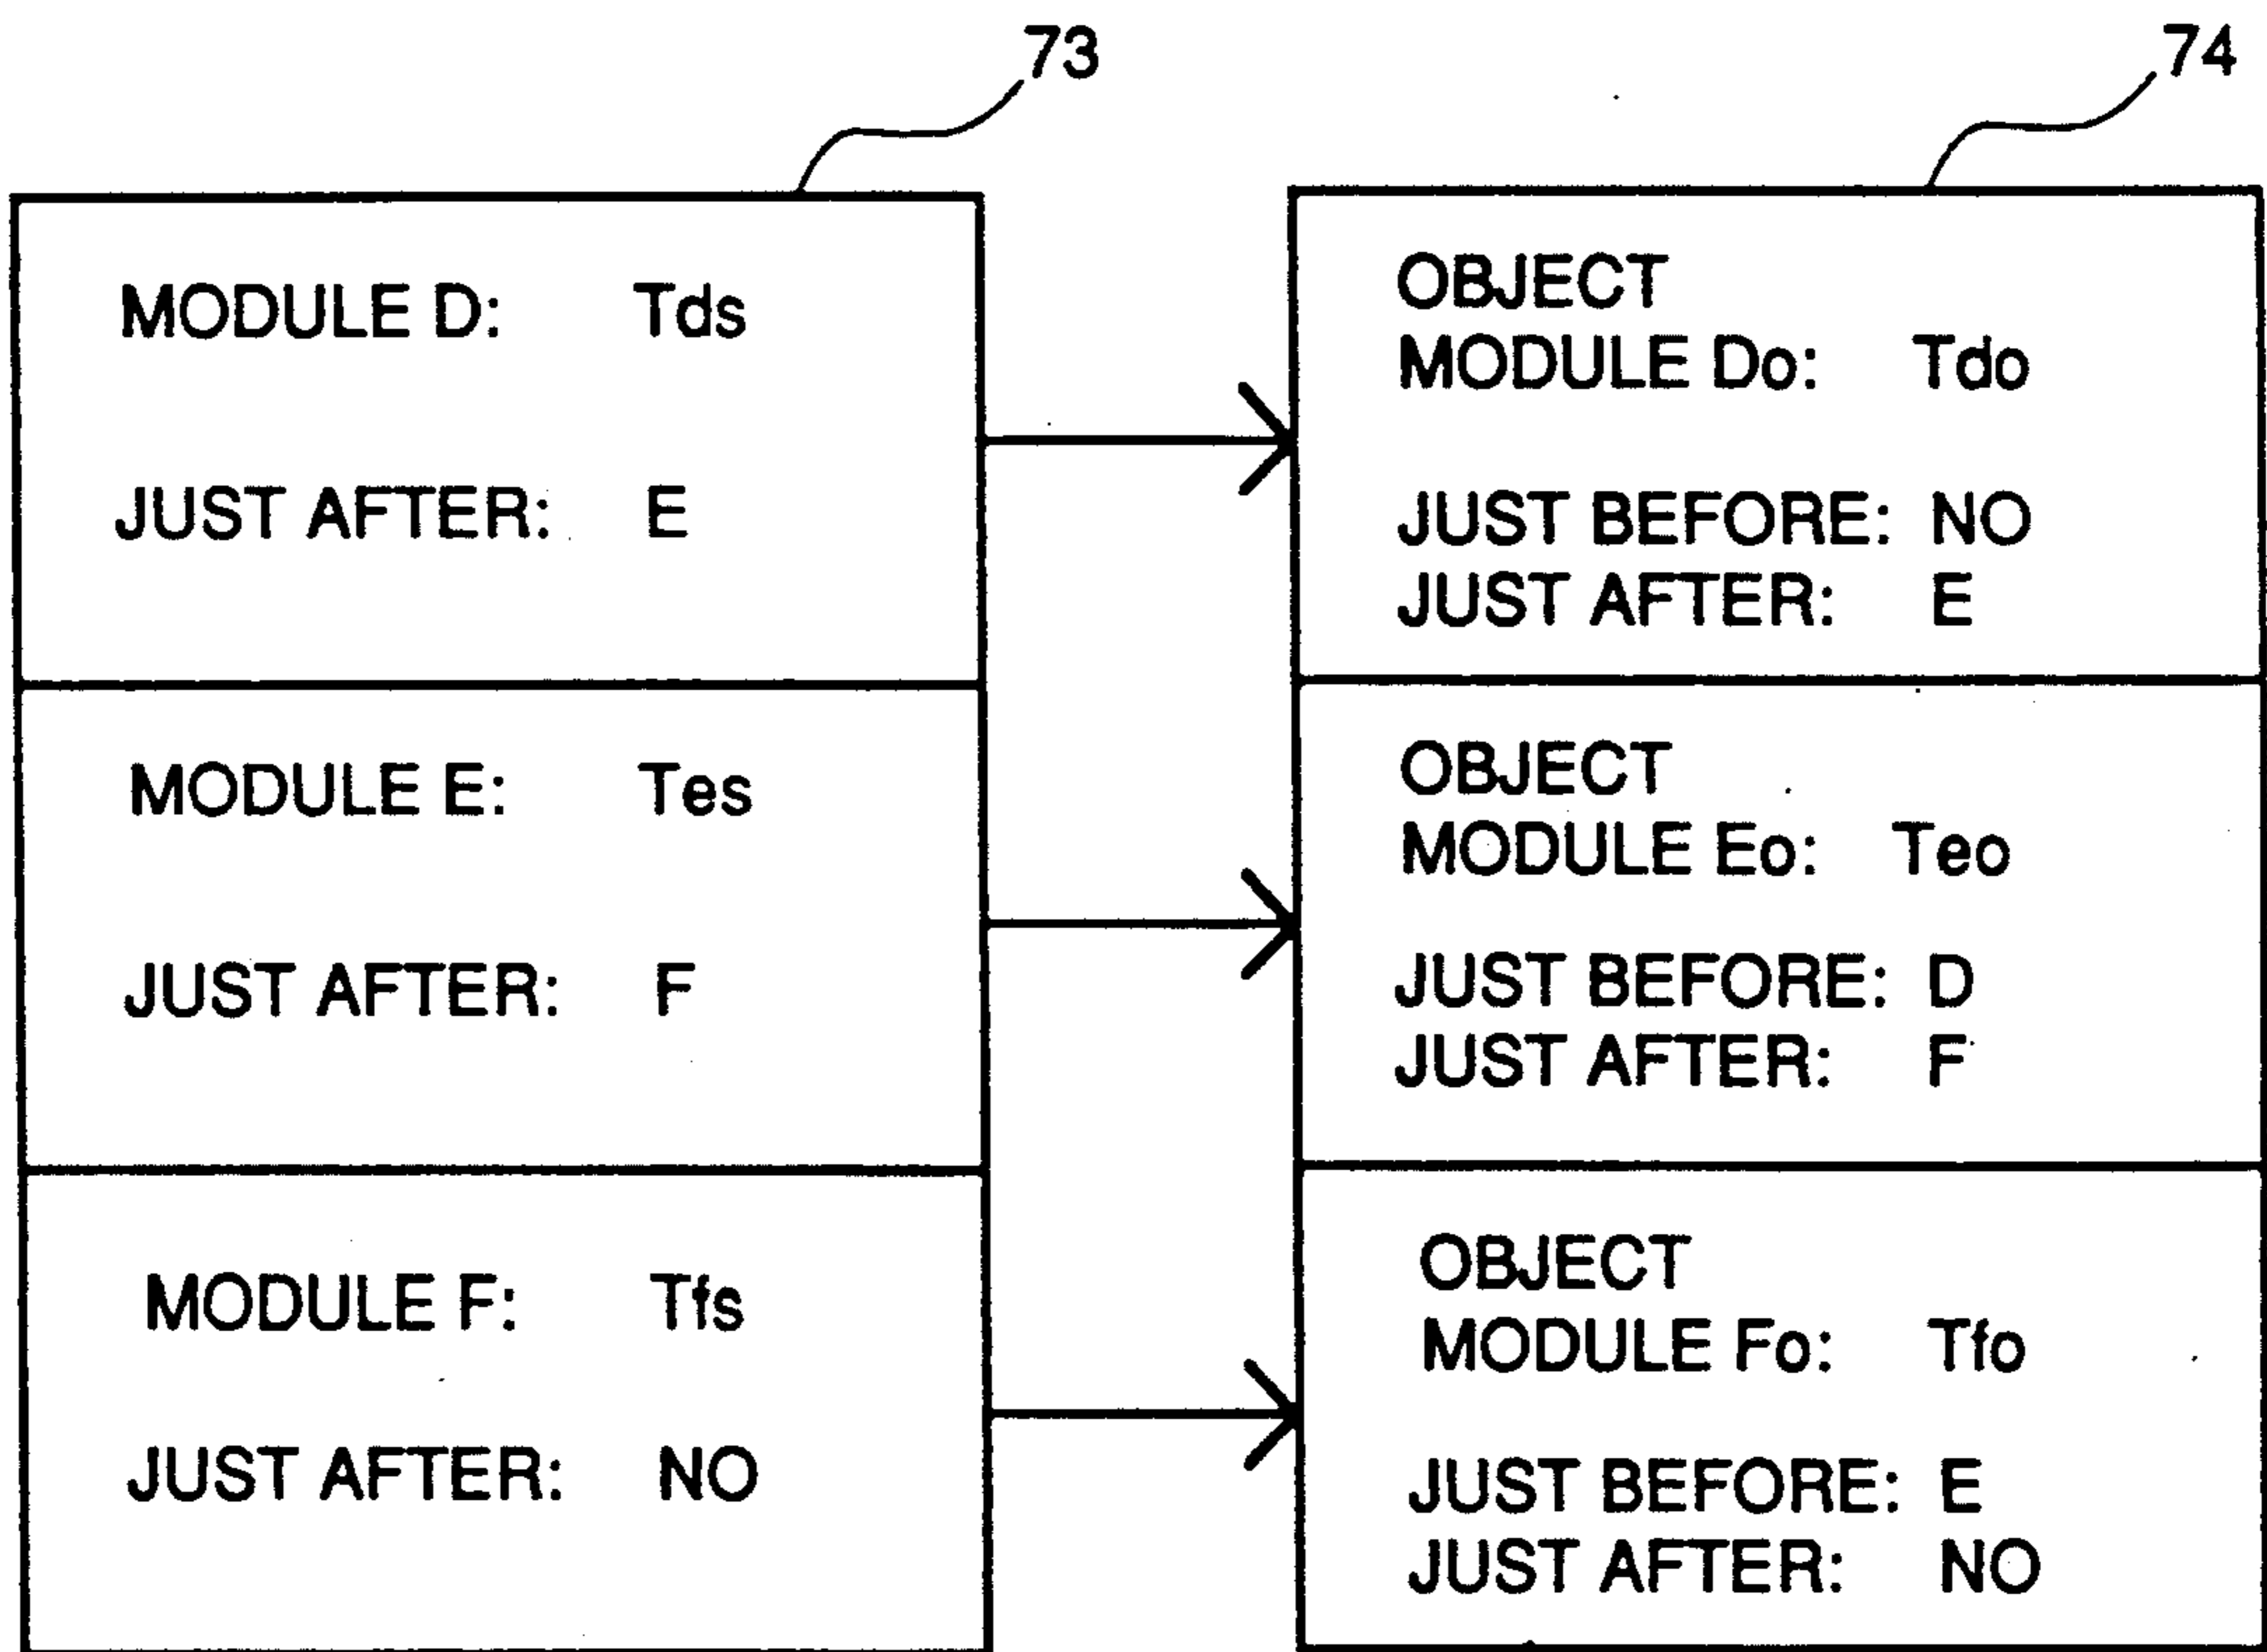 73
74
MODULE D: Tds
JUST AFTER: E
MODULE E: Tes
JUST AFTER: F
MODULE F: Tfs
JUST AFTER: NO
OBJECT
MODULE Do: Tdo
JUST BEFORE: NO
JUST AFTER: E
OBJECT
MODULE Eo: Teo
JUST BEFORE: D
JUST AFTER: F
OBJECT
MODULE Fo: Tfo
JUST BEFORE: E
JUST AFTER: NO